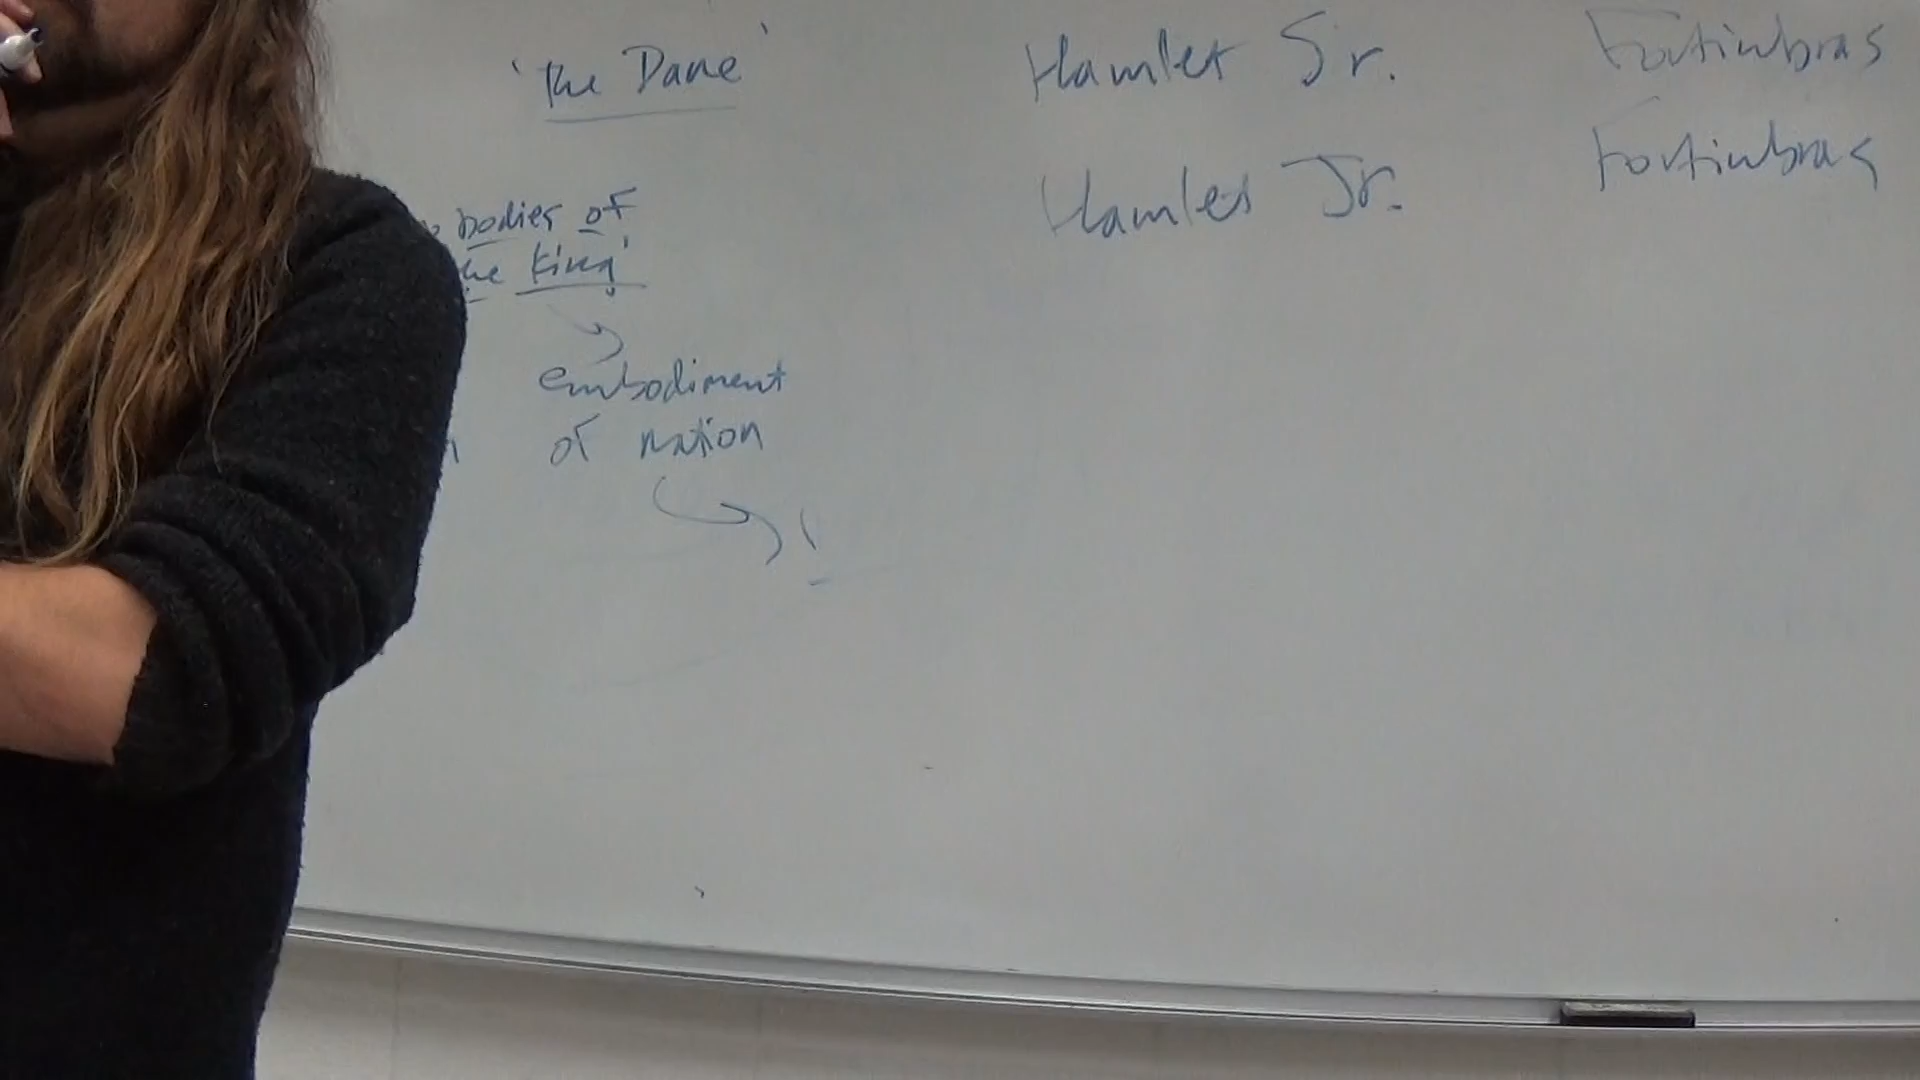 'The Dane'
bodies of
the King'
embodiment
of nation
Hamlet Sr.
Hamlet Jr.
Fortinbras
Fortinbras